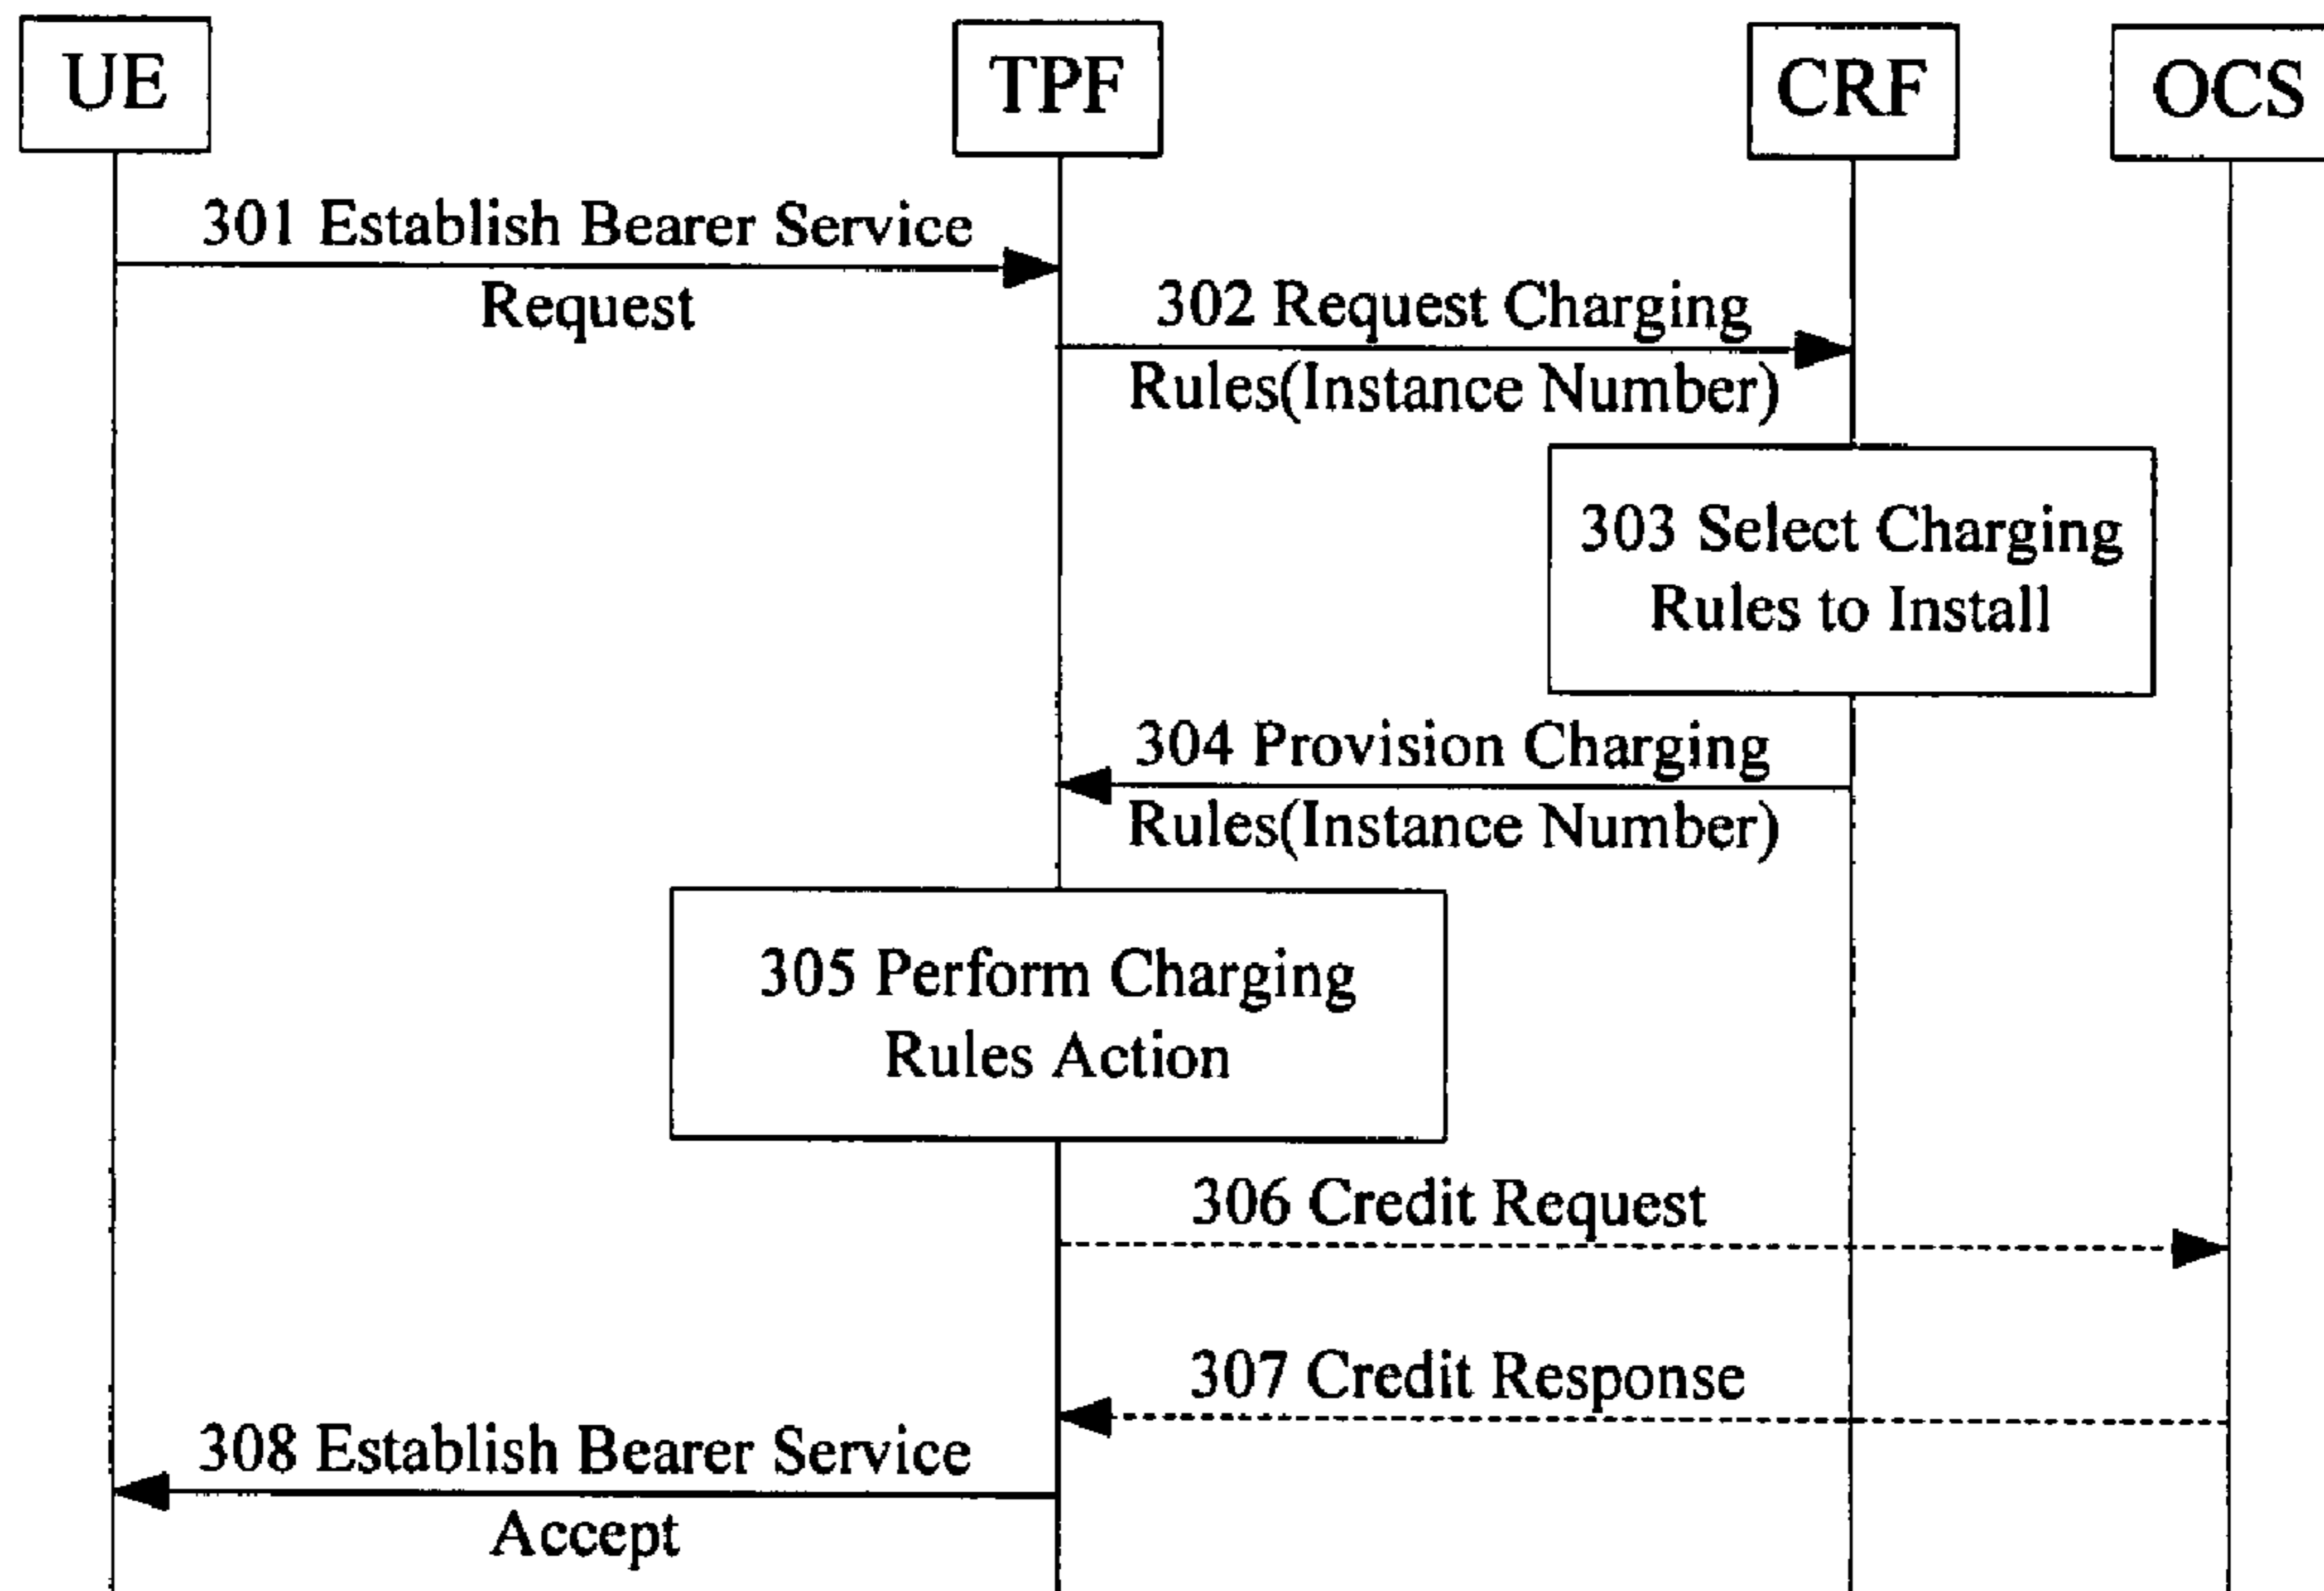 UE
TPF
CRF
OCS
301 Establish Bearer Service
Request
302 Request Charging
Rules(Instance Number)
303 Select Charging
Rules to Install
304 Provision Charging
Rules(Instance Number)
305 Perform Charging
Rules Action
306 Credit Request
307 Credit Response
308 Establish Bearer Service
Accept